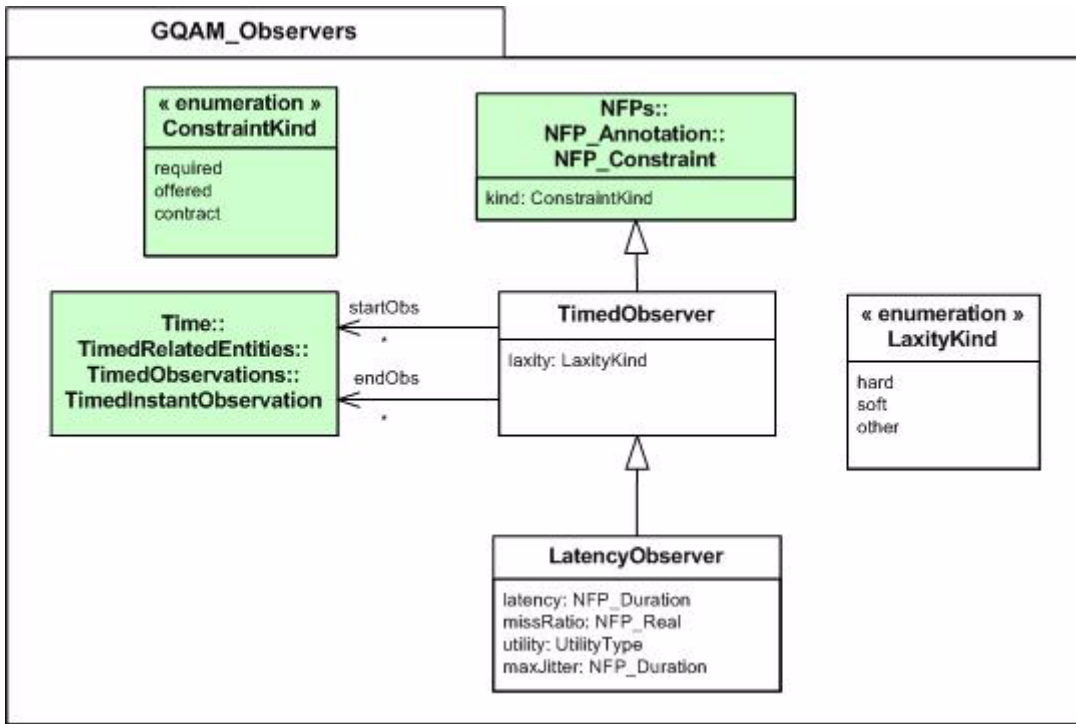 GQAM_Observers
« enumeration »
ConstraintKind
required
offered
contract
NFPs::
NFP_Annotation::
NFP_Constraint
kind: ConstraintKind
Time::
TimedRelatedEntities::
TimedObservations::
TimedInstantObservation
startObs
*
endObs
*
TimedObserver
laxity: LaxityKind
« enumeration »
LaxityKind
hard
soft
other
LatencyObserver
latency: NFP_Duration
missRatio: NFP_Real
utility: UtilityType
maxJitter: NFP_Duration